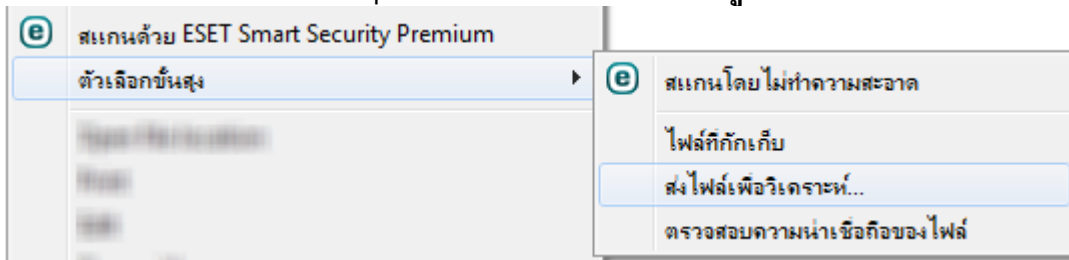 สแกนด้วย ESET Smart Security Premium
ตัวเลือกขั้นสูง
สแกนโดยไม่ทำความสะอาด
ไฟล์ที่กักเก็บ
ส่งไฟล์เพื่อวิเคราะห์...
ตรวจสอบความน่าเชื่อถือของไฟล์